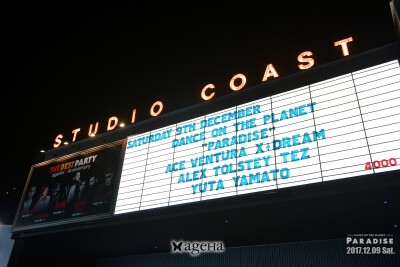 STUDIO COAST
THE BEST PARTY
SATURDAY 9TH DECEMBER
DANCE ON THE PLANET
"PARADISE"
ACE VENTURA X-DREAM
ALEX TOLSTEY TEZ
YUTA YAMATO
4000
ageHa
PARADISE
2017.12.09 Sat.